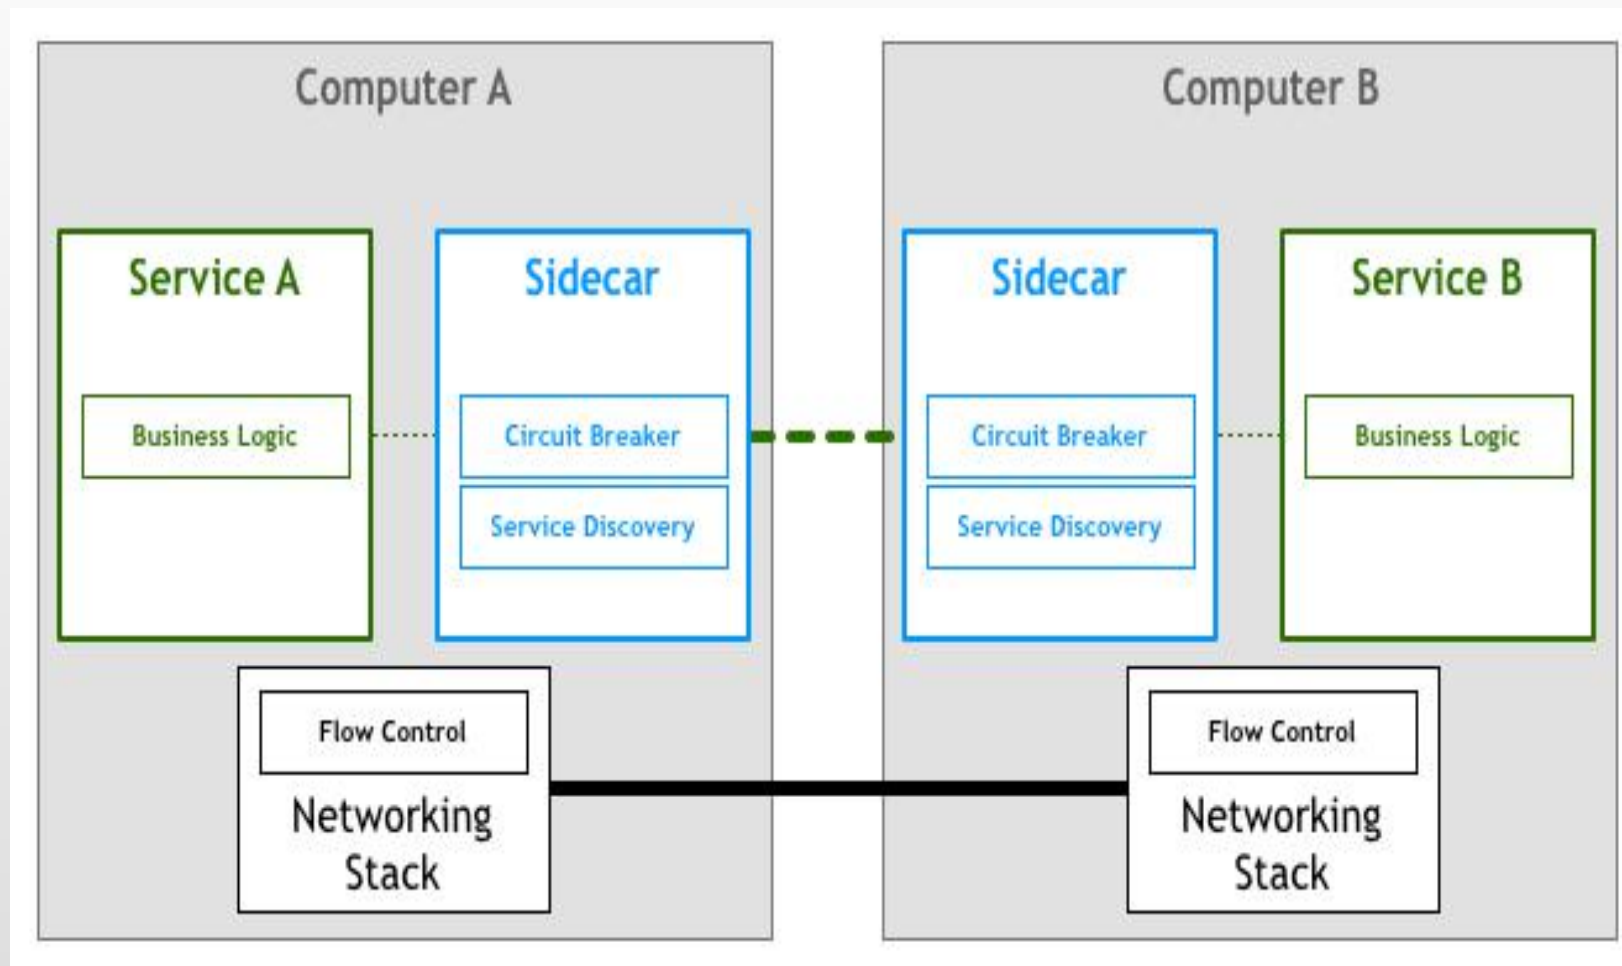 Computer A
Service A
Business Logic
Sidecar
Circuit Breaker
Service Discovery
Flow Control
Networking
Stack
Computer B
Sidecar
Circuit Breaker
Service Discovery
Service B
Business Logic
Flow Control
Networking
Stack